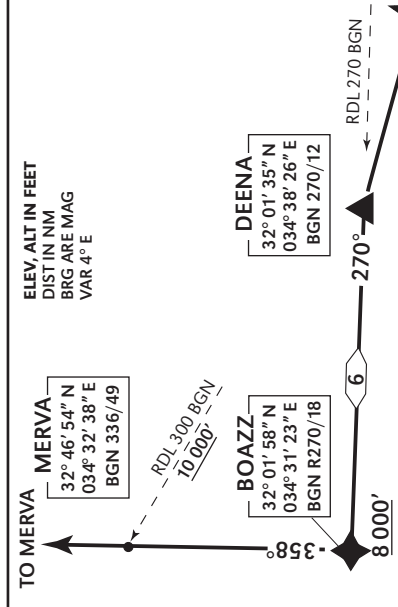 ELEV, ALT IN FEET
DIST IN NM
BRG ARE MAG
VAR 4° E
TO MERVA
MERVA
32° 46' 54" N
034° 32' 38" E
BGN 336/49
RDL 300 BGN
10 000'
358°
BOAZZ
32° 01' 58" N
034° 31' 23" E
BGN R270/18
8 000'
6
270°
DEENA
32° 01' 35" N
034° 38' 26" E
BGN 270/12
RDL 270 BGN